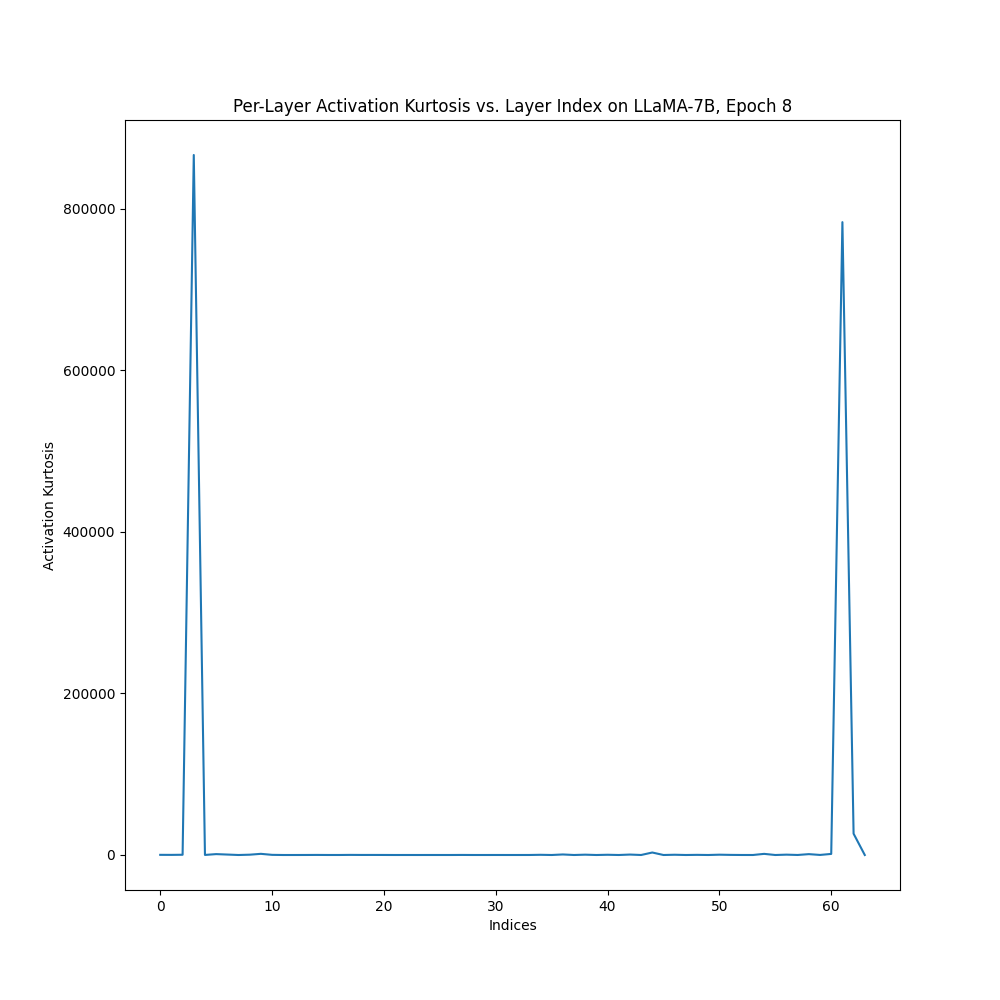 Per-Layer Activation Kurtosis vs. Layer Index on LLaMA-7B, Epoch 8
800000
600000
400000
200000
0
Activation Kurtosis
0 10 20 30 40 50 60
Indices